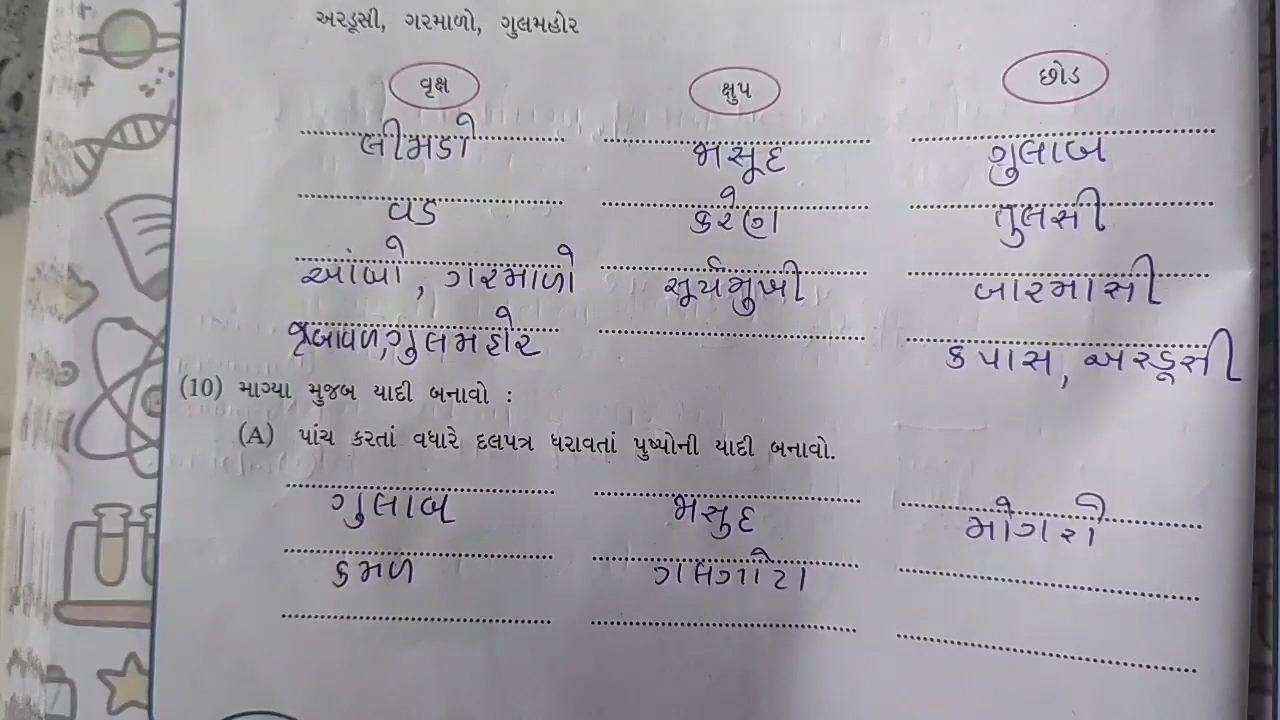 અરડૂસી, ગરમાળો, ગુલમહોર
વૃક્ષ ક્ષુપ છોડ
લીમડો જાસૂદ ગુલાબ
વડ કરેણ તુલસી
આંબો, ગરમાળો સૂર્યમુખી બારમાસી
બાવળ, ગુલમહોર કપાસ, અરડૂસી
(10) માગ્યા મુજબ યાદી બનાવો :
(A) પાંચ કરતાં વધારે દલપત્ર ધરાવતાં પુષ્પોની યાદી બનાવો.
ગુલાબ જાસુદ મોગરો
કમળ ગલગોટા